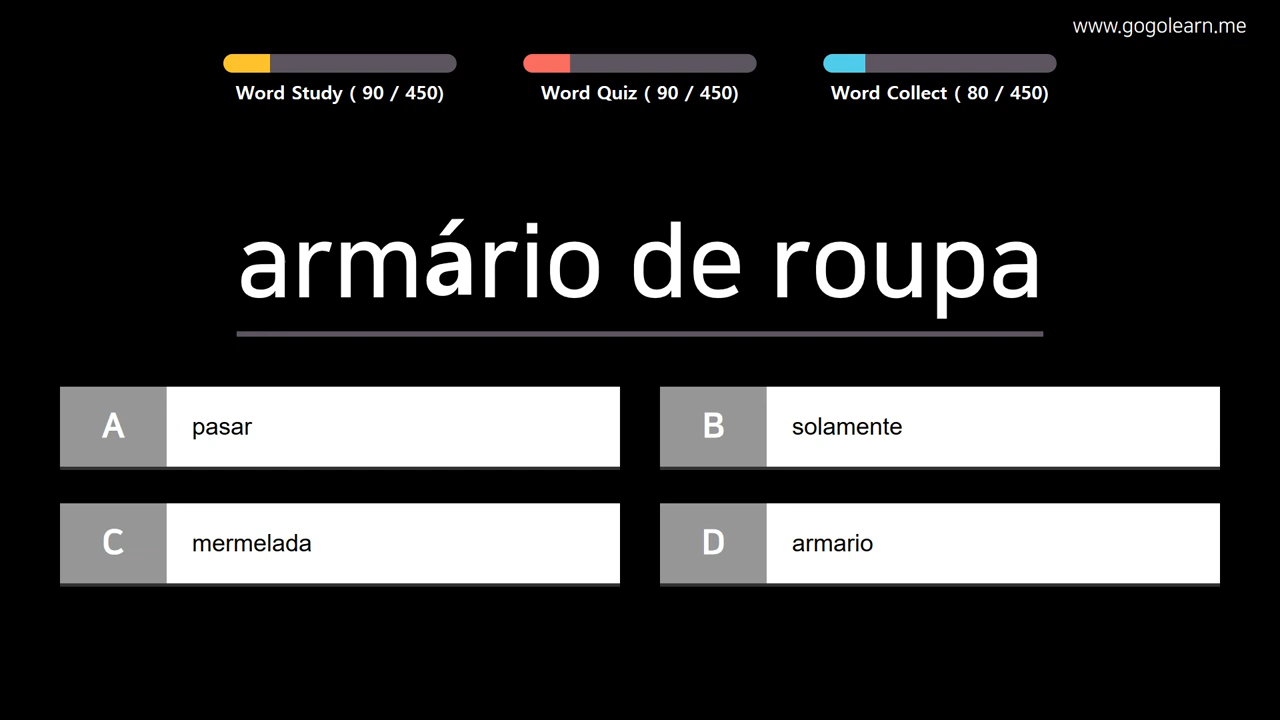 www.gogolearn.me
Word Study ( 90 / 450)
Word Quiz ( 90 / 450)
Word Collect ( 80 / 450)
armário de roupa
A pasar
B solamente
C mermelada
D armario